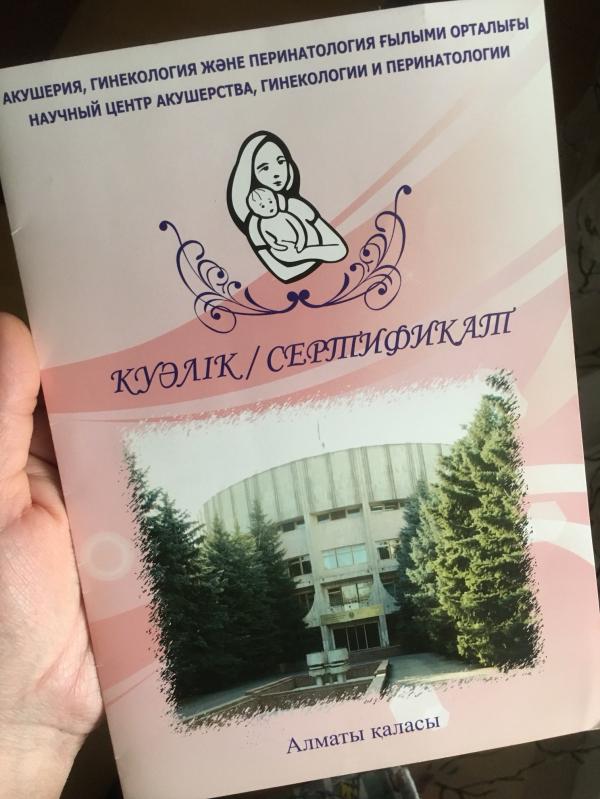 АКУШЕРИЯ, ГИНЕКОЛОГИЯ ЖӘНЕ ПЕРИНАТОЛОГИЯ ҒЫЛЫМИ ОРТАЛЫҒЫ
НАУЧНЫЙ ЦЕНТР АКУШЕРСТВА, ГИНЕКОЛОГИИ И ПЕРИНАТОЛОГИИ
КУӘЛІК / СЕРТИФИКАТ
Алматы қаласы